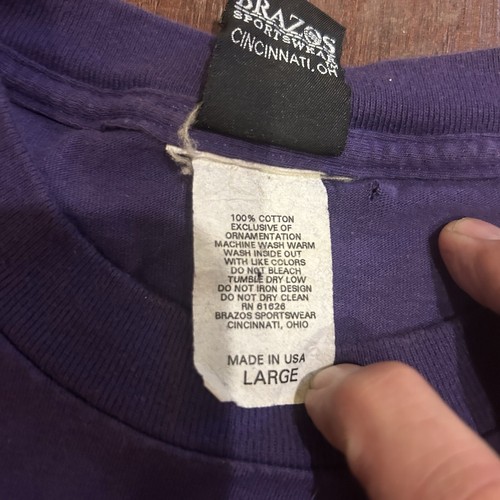 BRAZOS
SPORTSWEAR
CINCINNATI, OH
100% COTTON
EXCLUSIVE OF
ORNAMENTATION
MACHINE WASH WARM
WASH INSIDE OUT
WITH LIKE COLORS
DO NOT BLEACH
TUMBLE DRY LOW
DO NOT IRON DESIGN
DO NOT DRY CLEAN
RN 61626
BRAZOS SPORTSWEAR
CINCINNATI, OHIO
MADE IN USA
LARGE